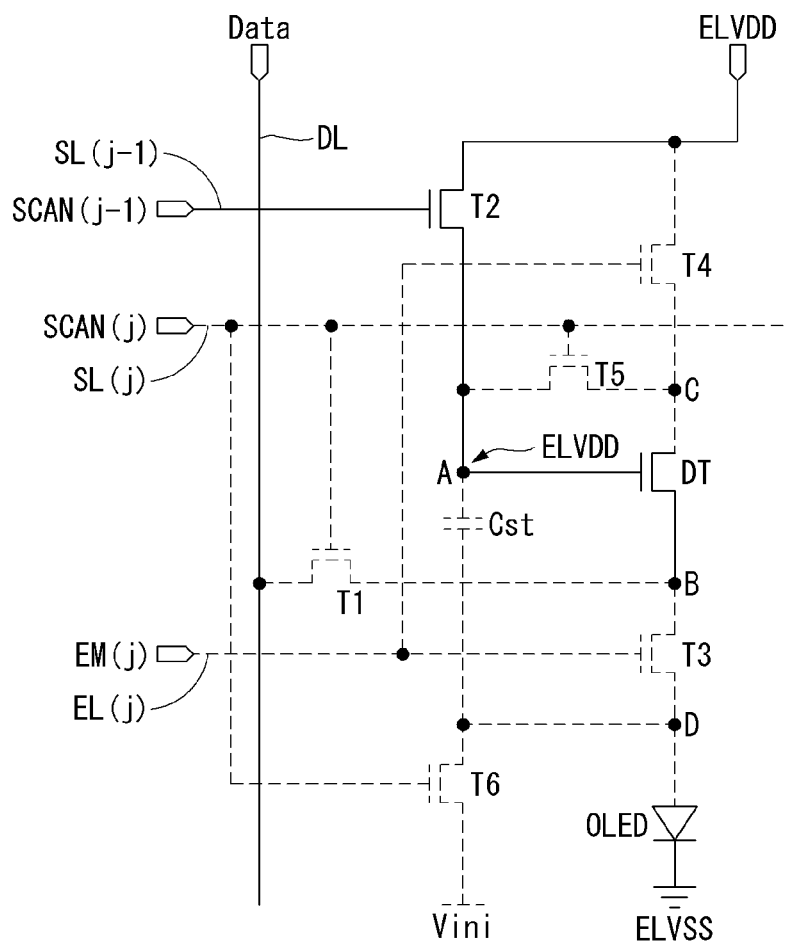 Data
ELVDD
DL
SL(j-1)
SCAN(j-1)
T2
T4
SCAN(j)
SL(j)
T5
C
ELVDD
A
DT
Cst
T1
B
EM(j)
T3
EL(j)
D
T6
OLED
Vini
ELVSS